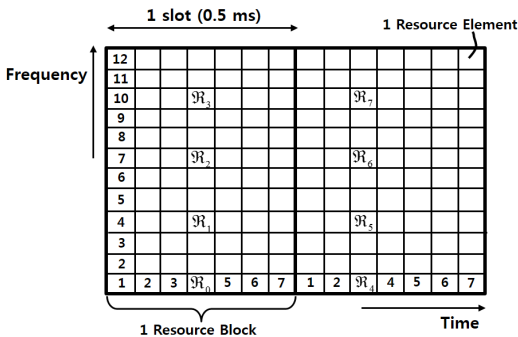 1 slot (0.5 ms)
1 Resource Element
Frequency
12
11
10 ℜ3 ℜ7
9
8
7 ℜ2 ℜ6
6
5
4 ℜ1 ℜ5
3
2
1 2 3 ℜ0 5 6 7 1 2 ℜ4 4 5 6 7
1 Resource Block
Time